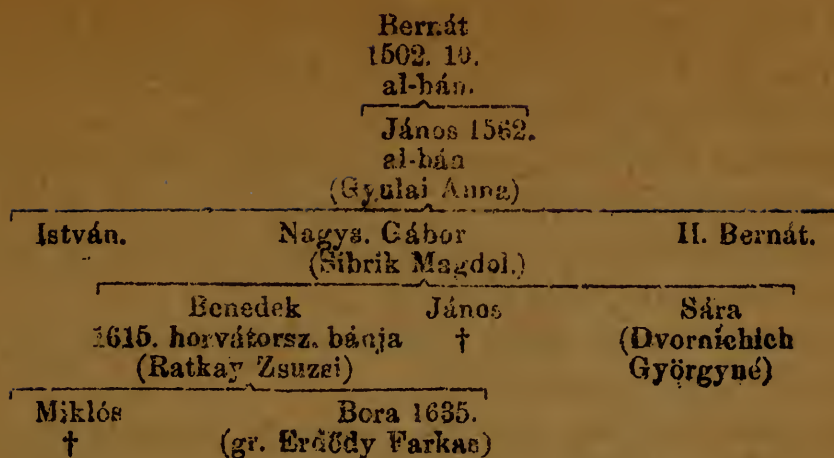 Bernát
1502. 10.
al-bán.
János 1562.
al-bán
(Gyulai Anna)
István. Nagys. Gábor II. Bernát.
(Sibrik Magdol.)
Benedek János Sára
1615. horvátorsz. bánja † (Dvornichich
(Ratkay Zsuzsi) Györgyné)
Miklós Bora 1635.
† (gr. Erdődy Farkas)